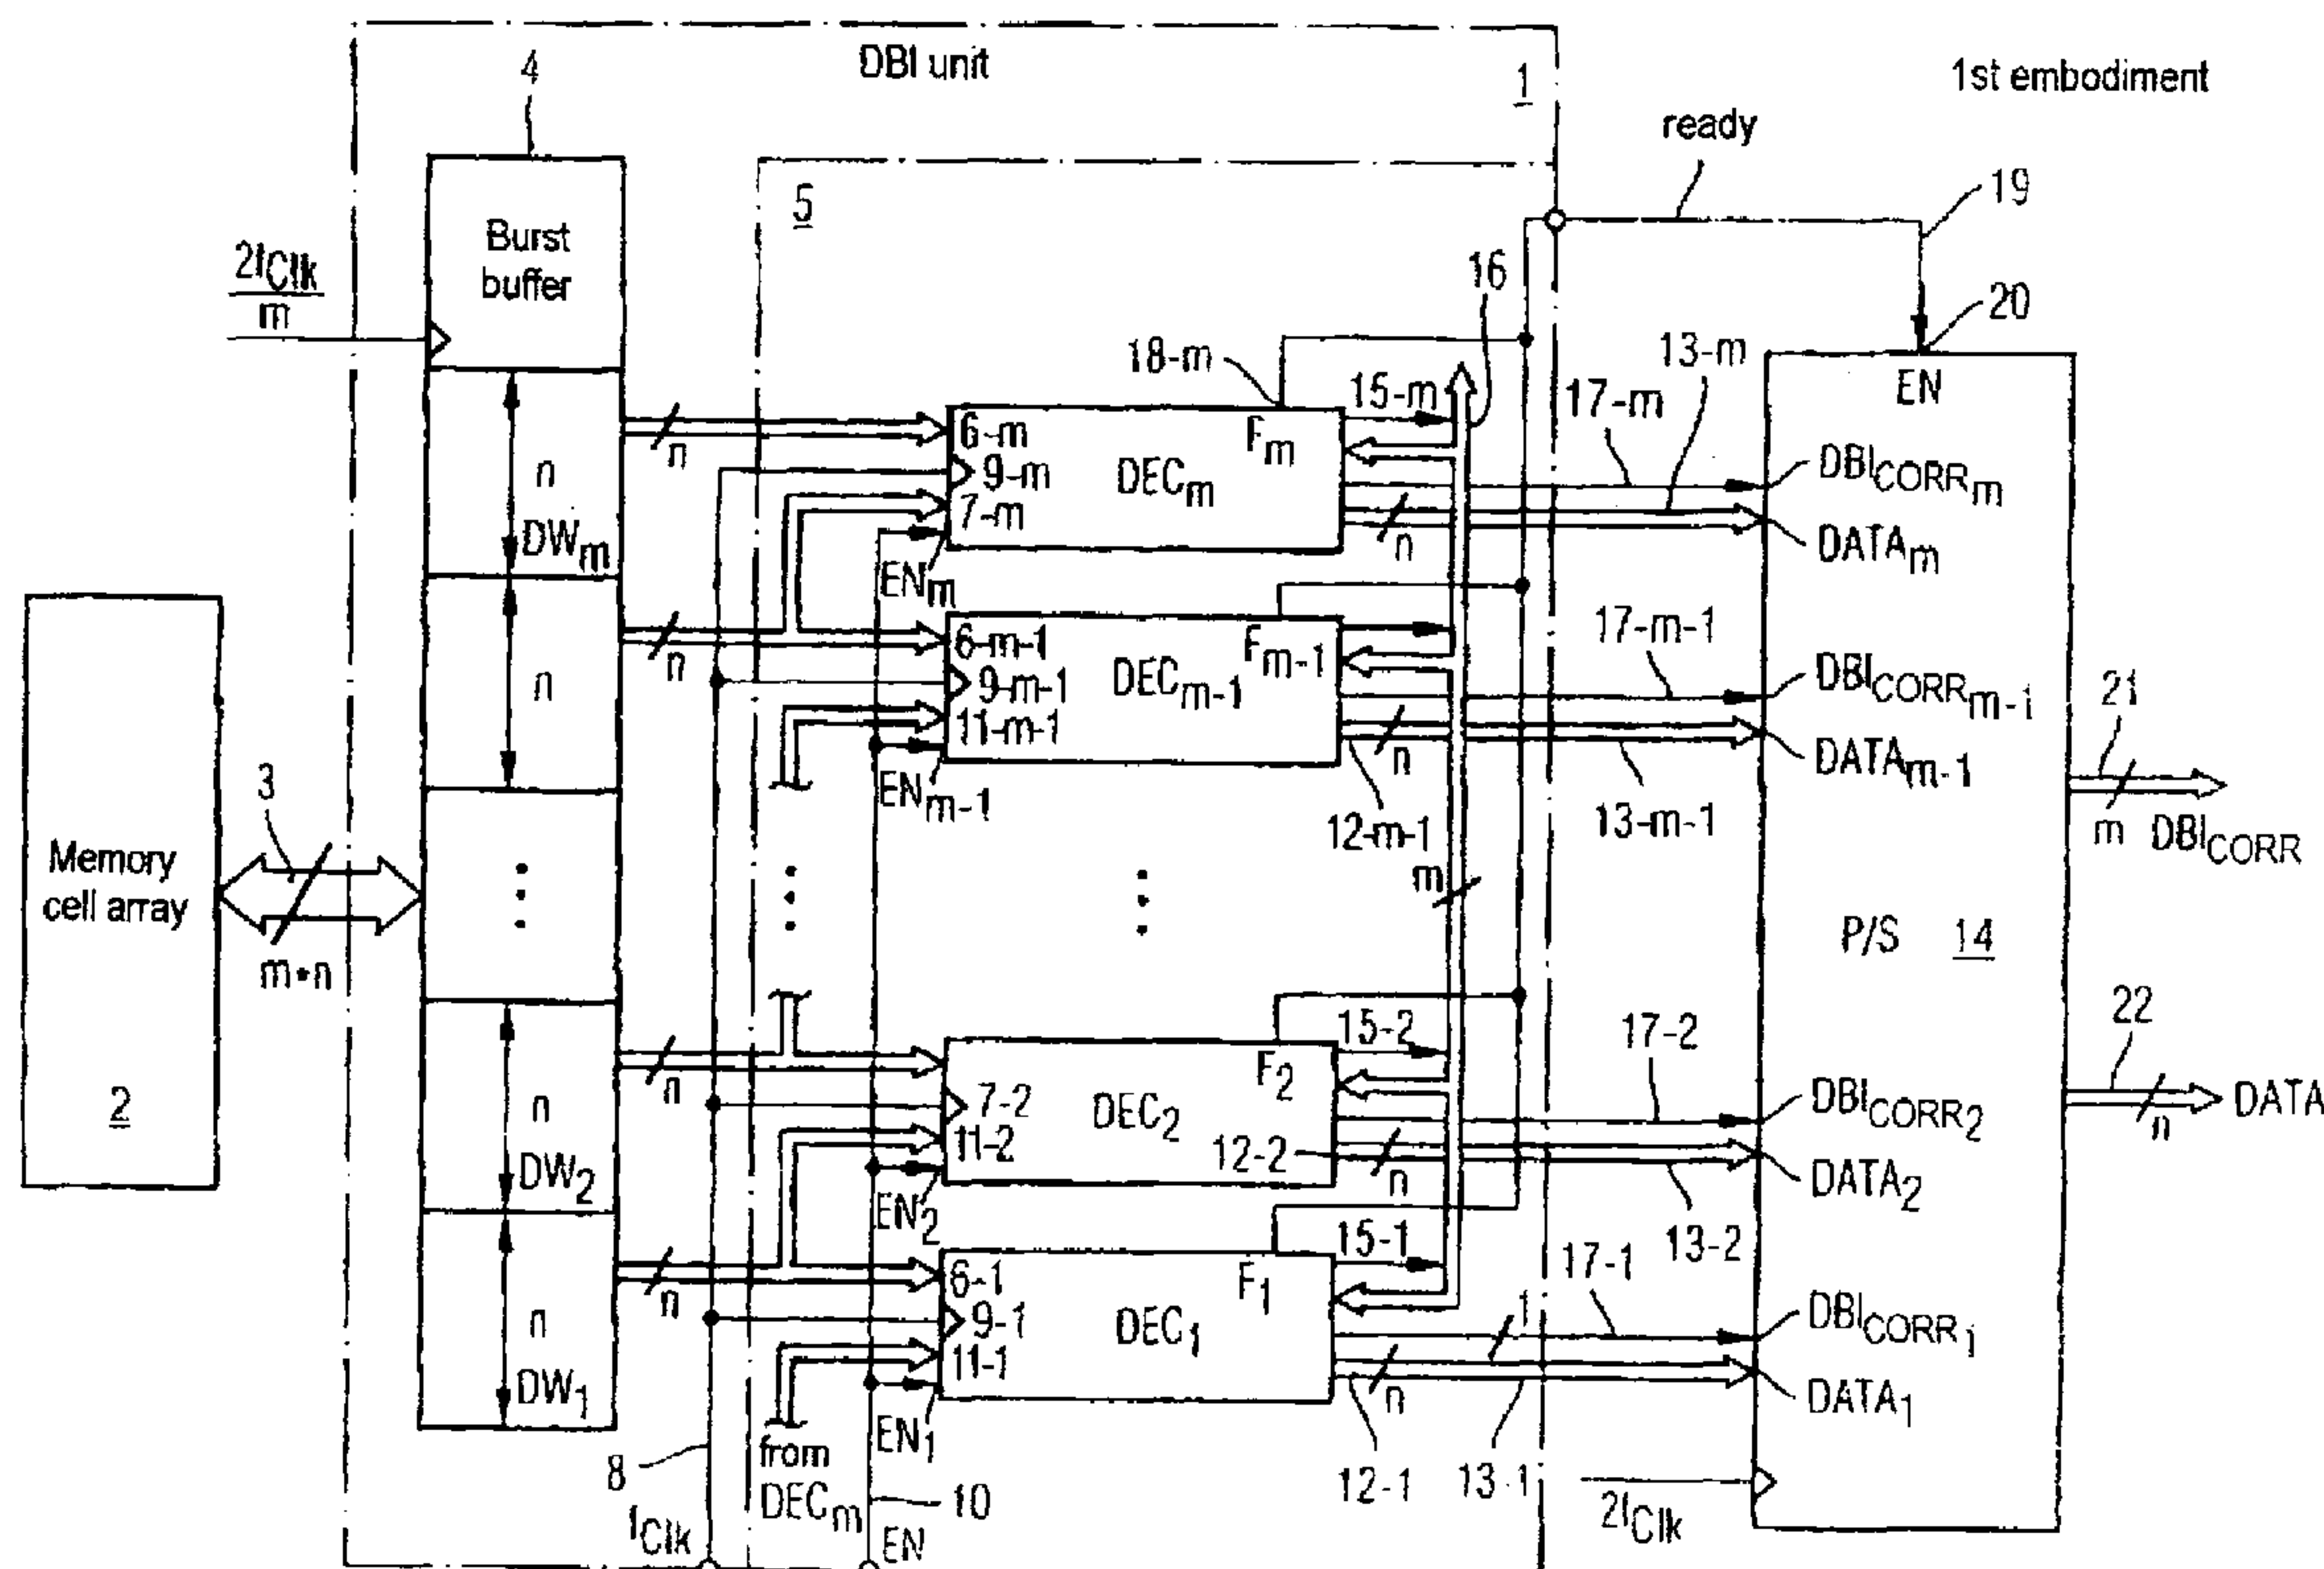 DBI unit
1
1st embodiment
4
ready
5
19
Burst
buffer
16
2fClk
m
20
18-m
13-m
15-m
17-m
EN
n
6-m
Fm
9-m
DECm
DBICORRm
n
7-m
n
DATAm
DWm
ENm
17-m-1
n
6-m-1
Fm-1
9-m-1
DECm-1
DBICORRm-1
n
11-m-1
n
DATAm-1
21
ENm-1
12-m-1
13-m-1
3
m
m
DBICORR
Memory
cell array
P/S
14
m•n
15-2
17-2
22
F2
2
n
n
7-2
DEC2
DBICORR2
n
DATA
11-2
12-2
DW2
n
DATA2
EN2
15-1
13-2
17-1
n
6-1
F1
n
9-1
DEC1
1
DBICORR1
11-1
DW1
n
DATA1
EN1
from
DECm
8
10
12-1
13-1
fClk
EN
2fClk